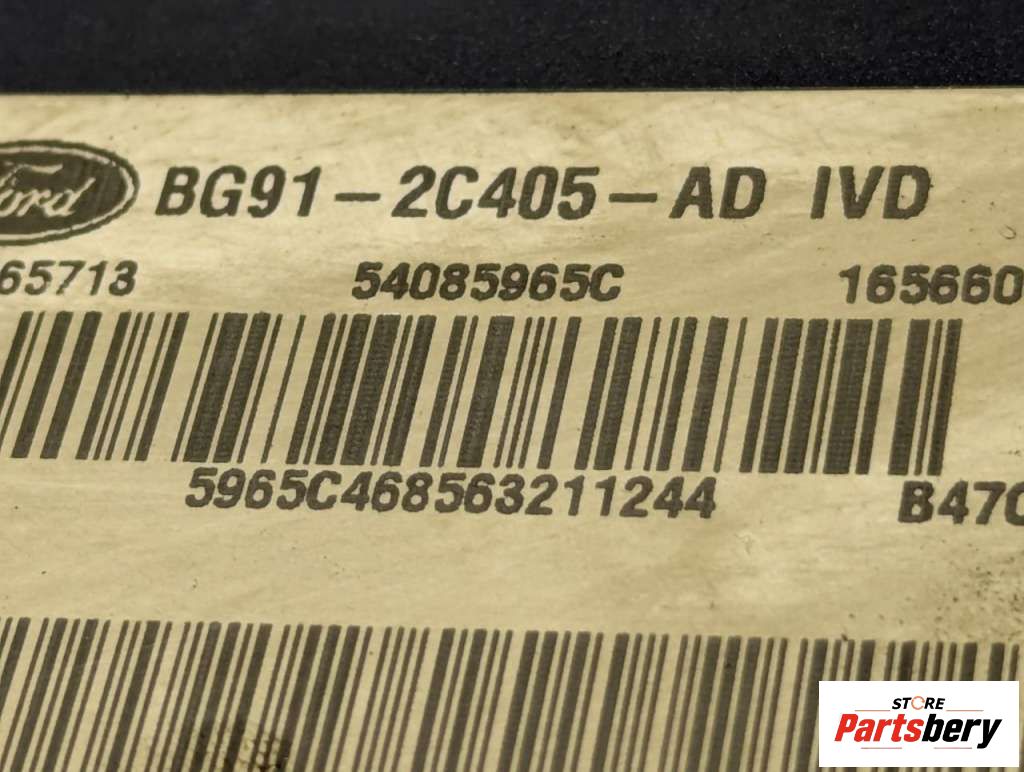 Ford BG91-2C405-AD IVD
65713 54085965C 165660
5965C468563211244 B470
STORE
Partsbery